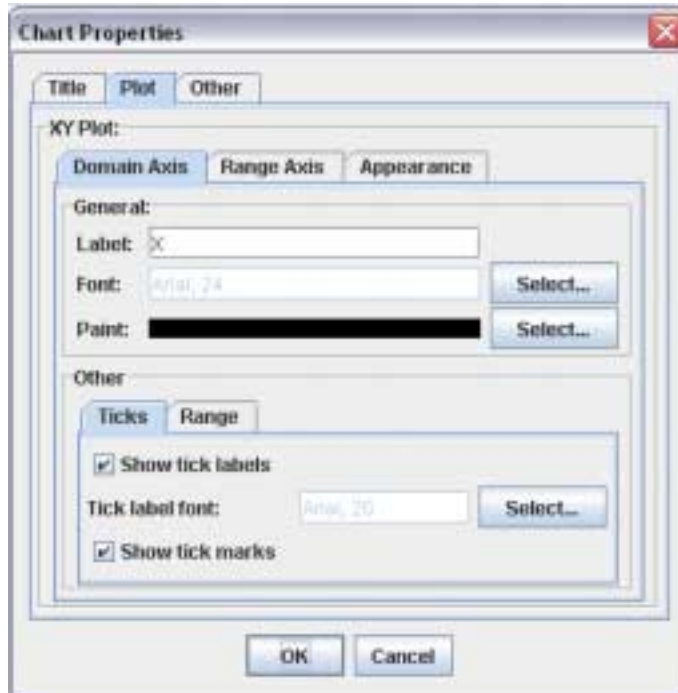 Chart Properties
Title Plot Other
XY Plot:
Domain Axis Range Axis Appearance
General:
Label: X
Font: Arial, 24 Select...
Paint: Select...
Other
Ticks Range
Show tick labels
Tick label font: Arial, 20 Select...
Show tick marks
OK Cancel